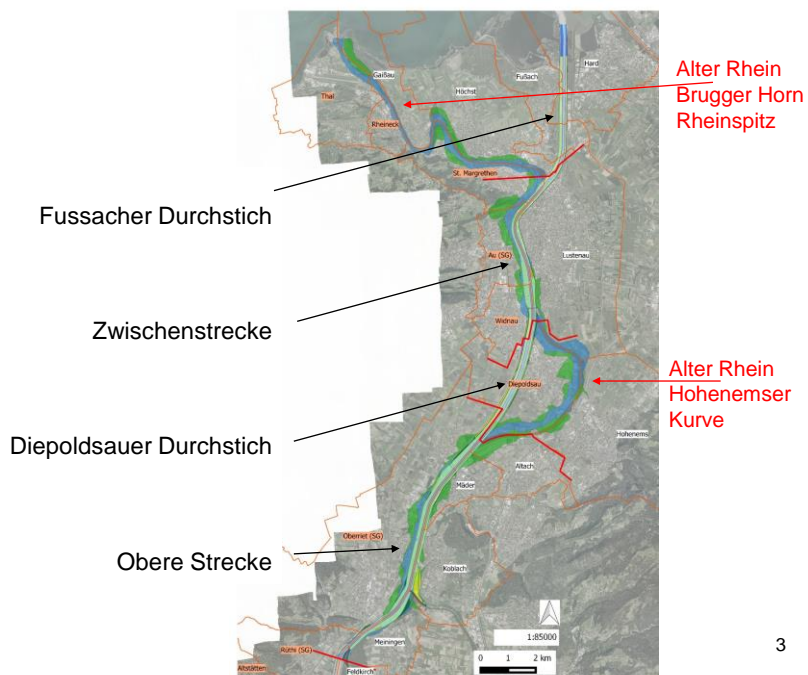 Hard
Fußach
Gaißau
Höchst
Thal
Rheineck
Alter Rhein
Brugger Horn
Rheinspitz
St. Margrethen
Fussacher Durchstich
Au (SG)
Lustenau
Zwischenstrecke
Widnau
Diepoldsau
Alter Rhein
Hohenemser
Kurve
Diepoldsauer Durchstich
Hohenems
Altach
Mäder
Oberriet (SG)
Obere Strecke
Koblach
1:85000
Meiningen
Rüthi (SG)
0 1 2 km
Altstätten
Feldkirch
3